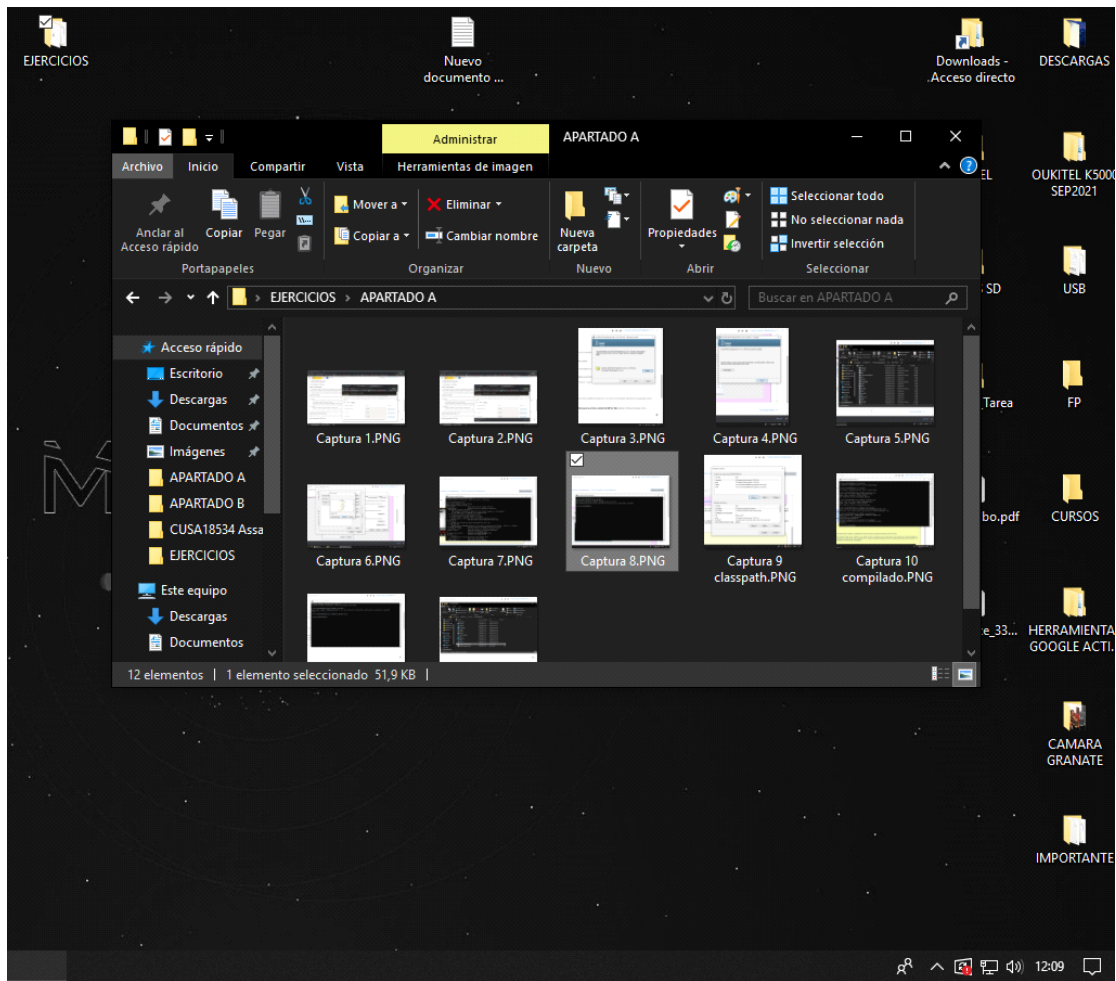 EJERCICIOS
Nuevo
documento ...
Downloads -
Acceso directo
DESCARGAS
Administrar
APARTADO A
Archivo
Inicio
Compartir
Vista
Herramientas de imagen
EL
OUKITEL K5000
SEP2021
Anclar al
Acceso rápido
Copiar
Pegar
Mover a
Copiar a
Eliminar
Cambiar nombre
Nueva
carpeta
Propiedades
Seleccionar todo
No seleccionar nada
Invertir selección
Portapapeles
Organizar
Nuevo
Abrir
Seleccionar
EJERCICIOS > APARTADO A
Buscar en APARTADO A
SD
USB
Acceso rápido
Escritorio
Descargas
Documentos
Imágenes
APARTADO A
APARTADO B
CUSA18534 Assa
EJERCICIOS
Este equipo
Descargas
Documentos
Captura 1.PNG
Captura 2.PNG
Captura 3.PNG
Captura 4.PNG
Captura 5.PNG
Captura 6.PNG
Captura 7.PNG
Captura 8.PNG
Captura 9
classpath.PNG
Captura 10
compilado.PNG
_Tarea
FP
bo.pdf
CURSOS
e_33...
HERRAMIENTA
GOOGLE ACTI.
12 elementos
1 elemento seleccionado 51,9 KB
CAMARA
GRANATE
IMPORTANTE
12:09